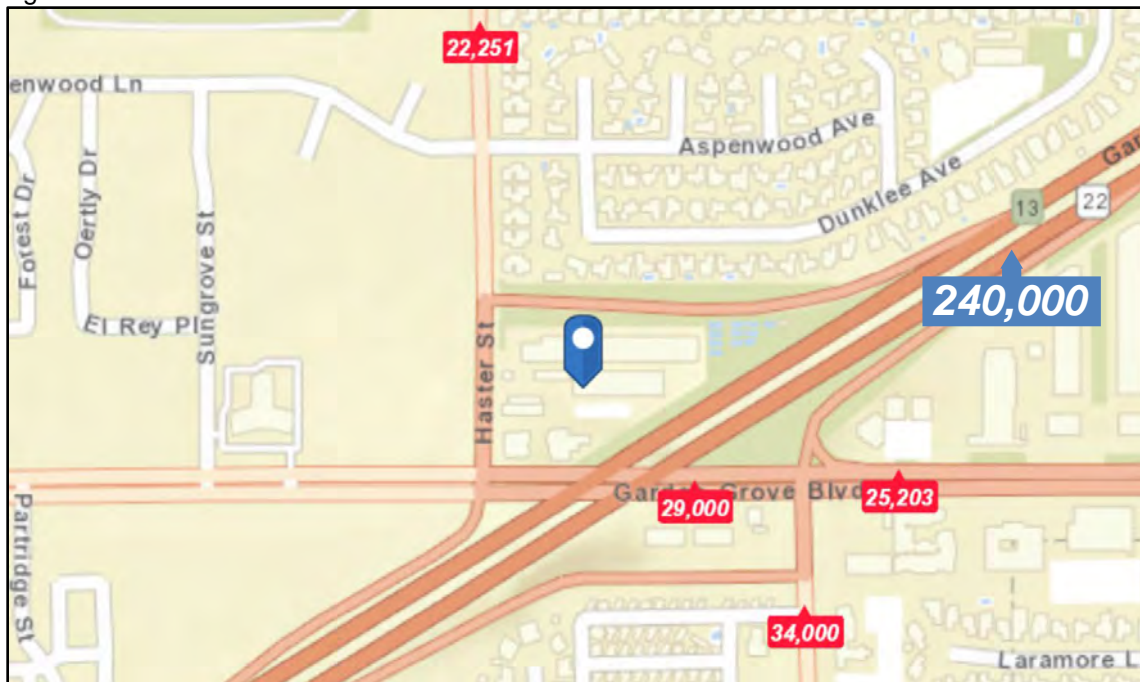 22,251
enwood Ln
Aspenwood Ave
Oertly Dr
Forest Dr
Sungrove St
Dunklee Ave
13
22
240,000
El Rey Pl
Haster St
Garden Grove Blvd
29,000
25,203
Partridge St
34,000
Laramore L